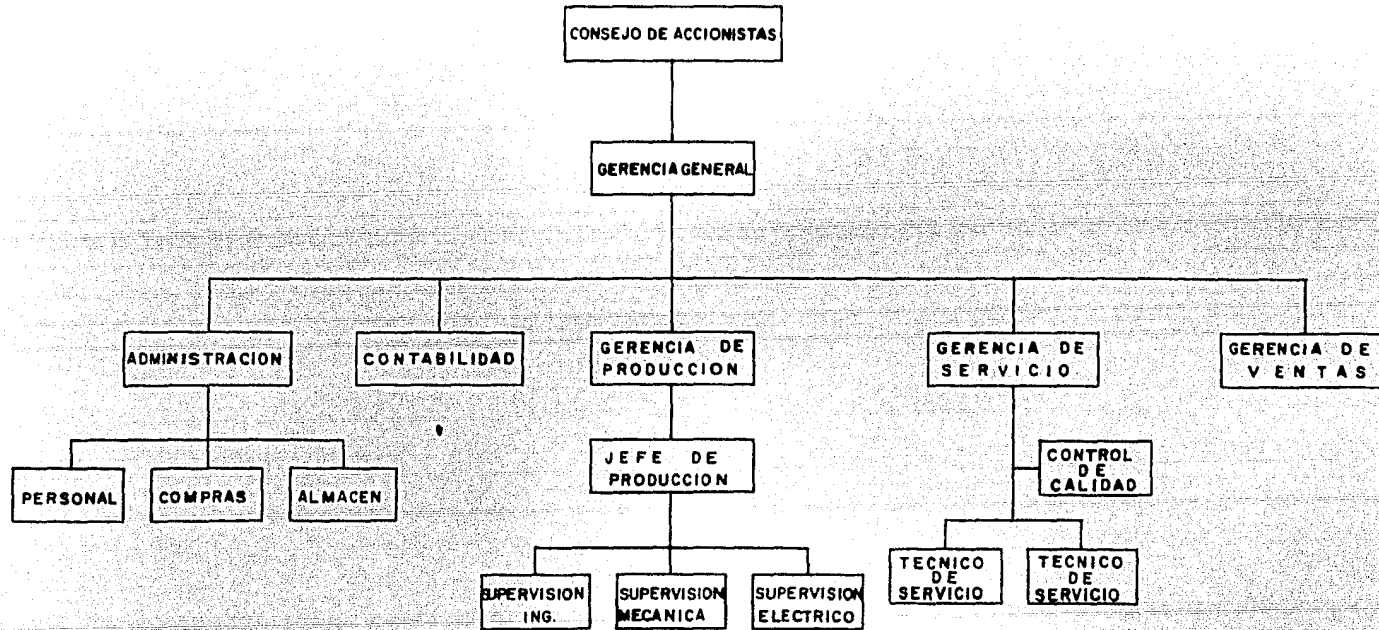 CONSEJO DE ACCIONISTAS
GERENCIA GENERAL
ADMINISTRACION
CONTABILIDAD
GERENCIA DE
PRODUCCION
GERENCIA DE
SERVICIO
GERENCIA DE
VENTAS
PERSONAL
COMPRAS
ALMACEN
JEFE DE
PRODUCCION
CONTROL
DE
CALIDAD
SUPERVISION
ING.
SUPERVISION
MECANICA
SUPERVISION
ELECTRICO
TECNICO
DE
SERVICIO
TECNICO
DE
SERVICIO